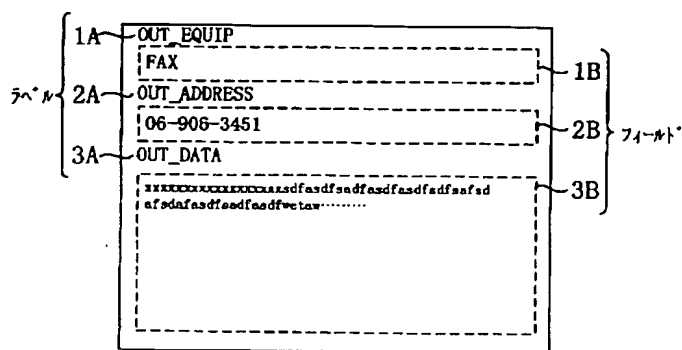 1A OUT_EQUIP
FAX 1B
ラベル 2A OUT_ADDRESS
06-906-3451 2B フィールド
3A OUT_DATA
3B